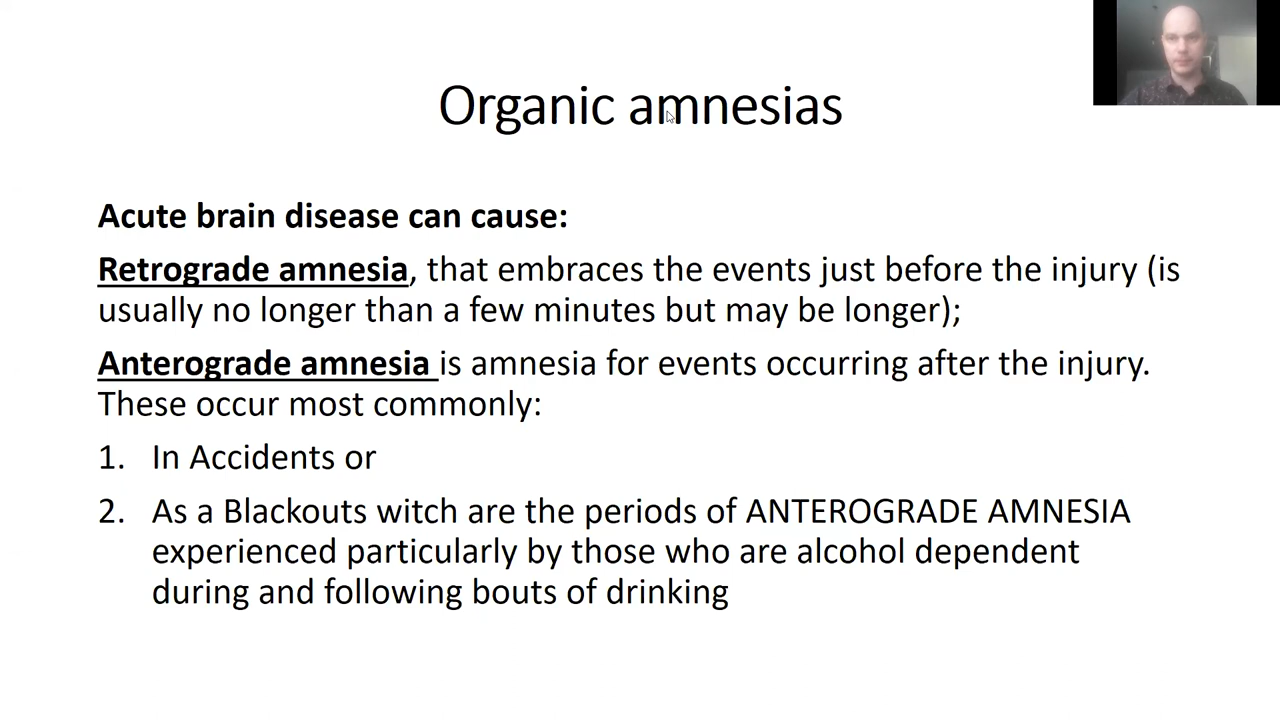 Organic amnesias
Acute brain disease can cause:
Retrograde amnesia, that embraces the events just before the injury (is
usually no longer than a few minutes but may be longer);
Anterograde amnesia is amnesia for events occurring after the injury.
These occur most commonly:
1. In Accidents or
2. As a Blackouts witch are the periods of ANTEROGRADE AMNESIA
experienced particularly by those who are alcohol dependent
during and following bouts of drinking